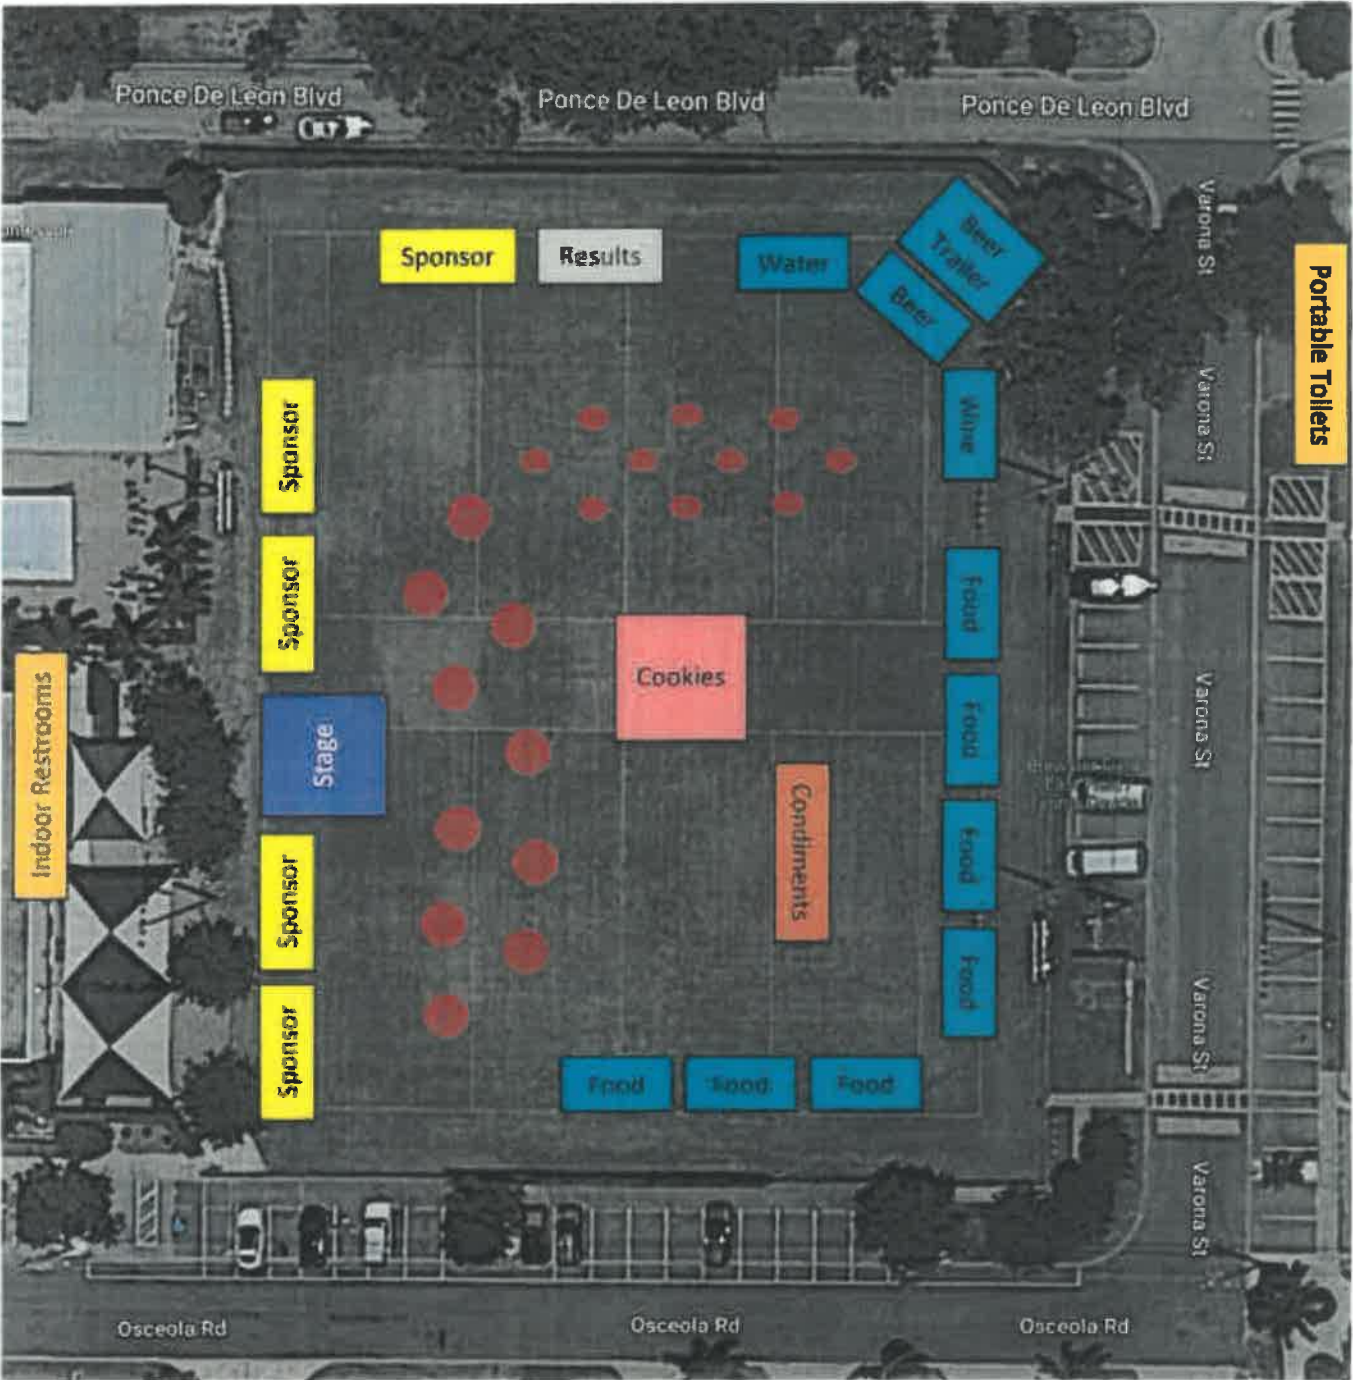 Ponce De Leon Blvd
Ponce De Leon Blvd
Ponce De Leon Blvd
Varona St
Sponsor
Results
Water
Beer
Trailer
Beer
Portable Toilets
Sponsor
Wine
Varona St
Sponsor
Food
Cookies
Food
Varona St
Indoor Restrooms
Stage
Condiments
Food
Sponsor
Food
Varona St
Sponsor
Food
Food
Food
Varona St
Osceola Rd
Osceola Rd
Osceola Rd